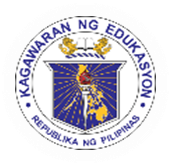 KAGAWARAN NG EDUKASYON
REPUBLIKA NG PILIPINAS